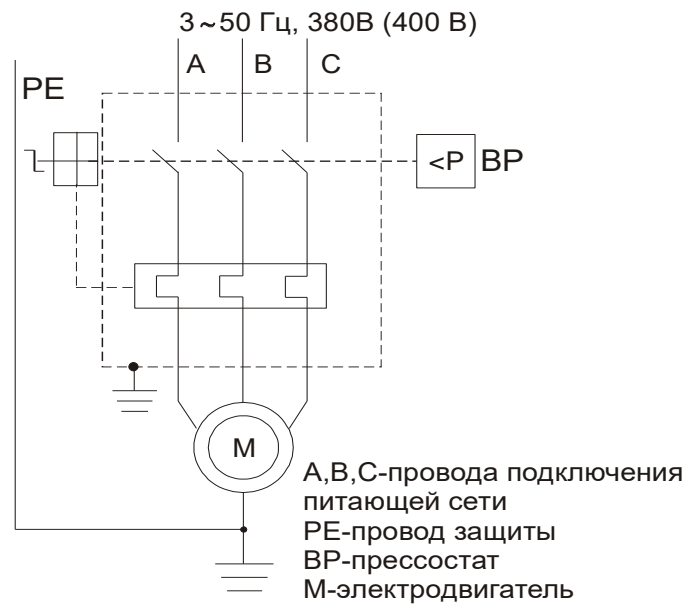 3~50 Гц, 380В (400 В)
A B C
PE
<P BP
M
A,B,C-провода подключения
питающей сети
PE-провод защиты
BP-прессостат
М-электродвигатель